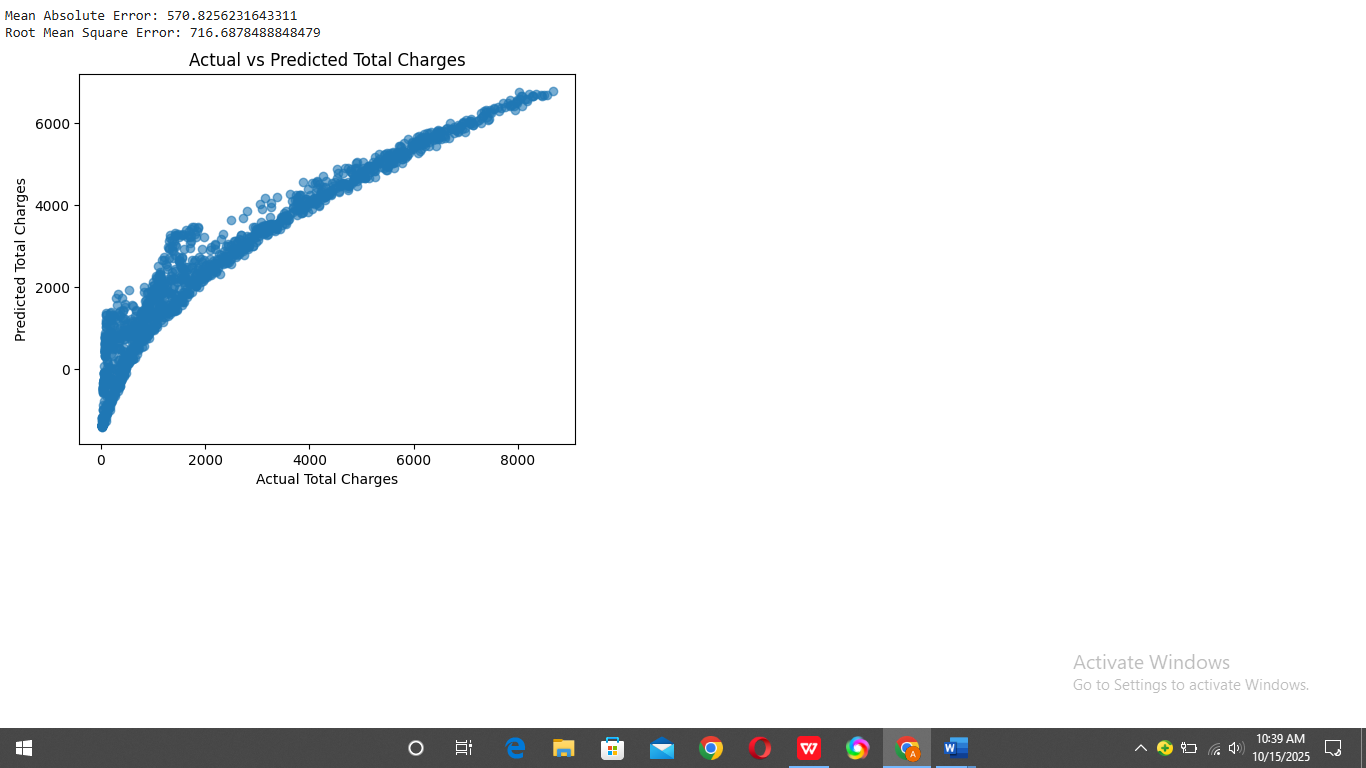 Mean Absolute Error: 570.8256231643311
Root Mean Square Error: 716.6878488848479
Actual vs Predicted Total Charges
Predicted Total Charges
6000
4000
2000
0
0 2000 4000 6000 8000
Actual Total Charges
Activate Windows
Go to Settings to activate Windows.
10:39 AM
10/15/2025